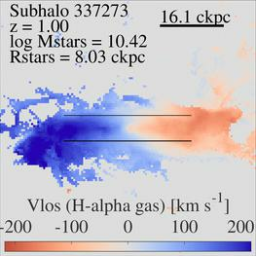 Subhalo 337273
z = 1.00
log Mstars = 10.42
Rstars = 8.03 ckpc
16.1 ckpc
Vlos (H-alpha gas) [km s⁻¹]
-200 -100 0 100 200